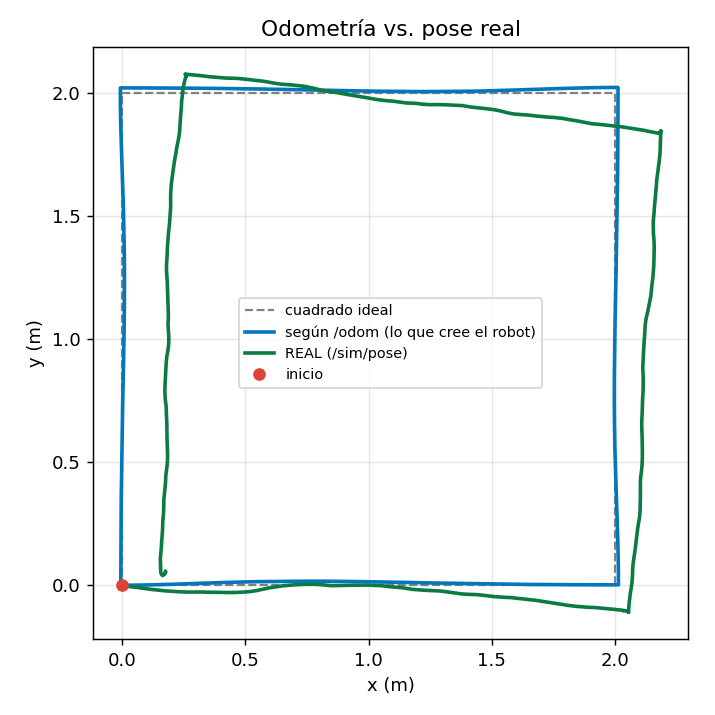 Odometría vs. pose real
y (m)
2.0
1.5
1.0
0.5
0.0
cuadrado ideal
según /odom (lo que cree el robot)
REAL (/sim/pose)
inicio
0.0 0.5 1.0 1.5 2.0
x (m)